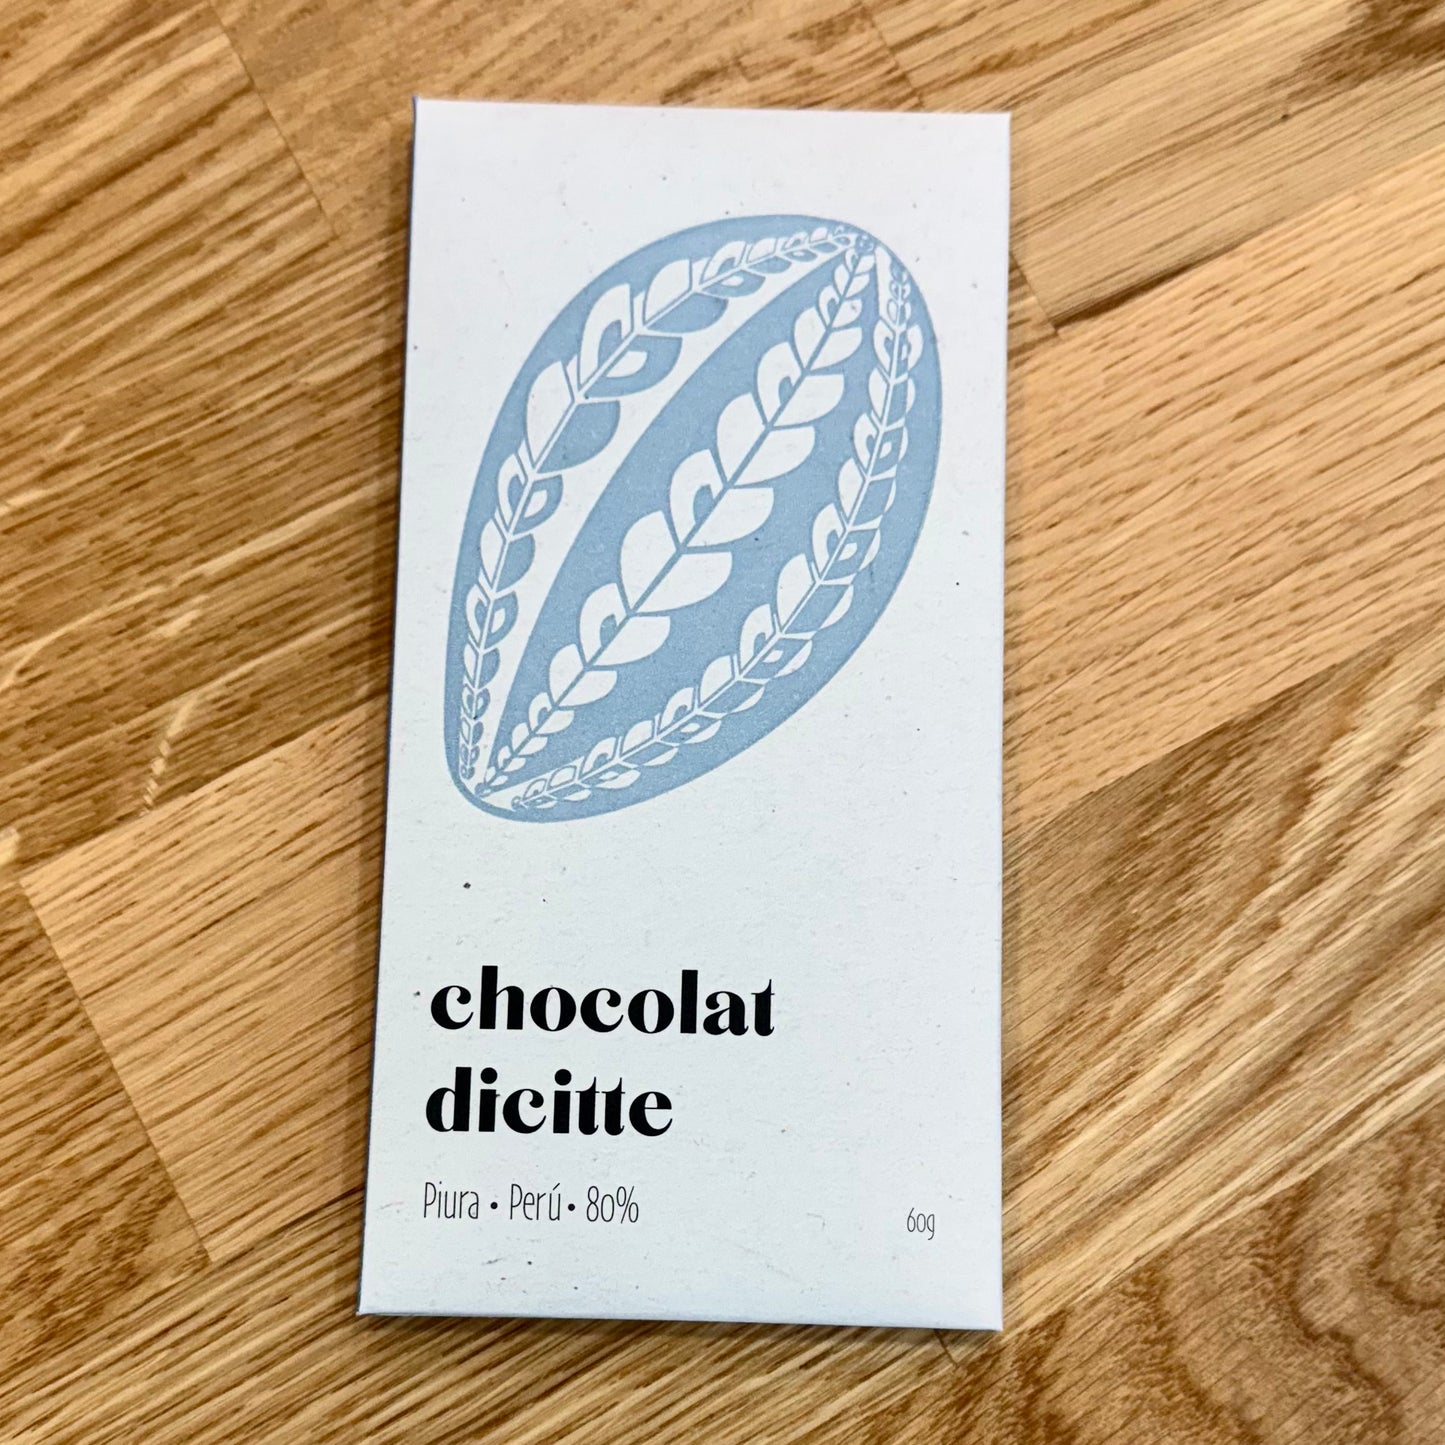 chocolat
dicitte
Piura • Perú • 80%
60g